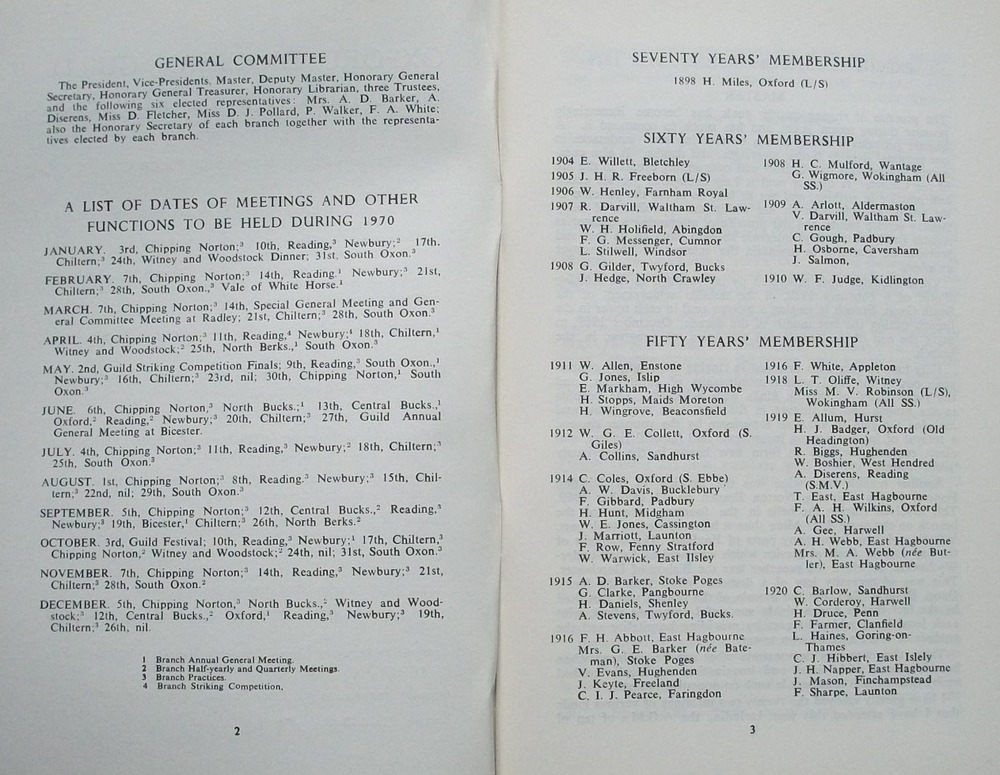 GENERAL COMMITTEE
The President, Vice-Presidents, Master, Deputy Master, Honorary General
Secretary, Honorary General Treasurer, Honorary Librarian, three Trustees,
and the following six elected representatives: Mrs. A. D. Barker, A.
Diserens, Miss D. Fletcher, Miss D. J. Pollard, P. Walker, F. A. White;
also the Honorary Secretary of each branch together with the representa-
tives elected by each branch.
A LIST OF DATES OF MEETINGS AND OTHER
FUNCTIONS TO BE HELD DURING 1970
JANUARY. 3rd, Chipping Norton;³ 10th, Reading,³ Newbury;² 17th.
Chiltern;³ 24th, Witney and Woodstock Dinner; 31st, South Oxon.³
FEBRUARY. 7th, Chipping Norton;³ 14th, Reading.¹ Newbury;³ 21st,
Chiltern;³ 28th, South Oxon.,³ Vale of White Horse.¹
MARCH. 7th, Chipping Norton;³ 14th, Special General Meeting and Gen-
eral Committee Meeting at Radley; 21st, Chiltern;³ 28th, South Oxon.³
APRIL. 4th, Chipping Norton;³ 11th, Reading,⁴ Newbury;¹ 18th, Chiltern,¹
Witney and Woodstock;² 25th, North Berks.,¹ South Oxon.³
MAY. 2nd, Guild Striking Competition Finals; 9th, Reading,³ South Oxon.,¹
Newbury;³ 16th, Chiltern;³ 23rd, nil; 30th, Chipping Norton,¹ South
Oxon.³
JUNE. 6th, Chipping Norton,³ North Bucks.;¹ 13th, Central Bucks.,¹
Oxford,² Reading,² Newbury;³ 20th, Chiltern;³ 27th, Guild Annual
General Meeting at Bicester.
JULY. 4th, Chipping Norton;³ 11th, Reading,³ Newbury;² 18th, Chiltern;³
25th, South Oxon.³
AUGUST. 1st, Chipping Norton;³ 8th, Reading.³ Newbury;³ 15th, Chil-
tern;³ 22nd, nil; 29th, South Oxon.³
SEPTEMBER. 5th, Chipping Norton;³ 12th, Central Bucks.,² Reading,³
Newbury;³ 19th, Bicester,¹ Chiltern;³ 26th, North Berks.²
OCTOBER. 3rd, Guild Festival; 10th, Reading,³ Newbury;¹ 17th, Chiltern,³
Chipping Norton,² Witney and Woodstock;² 24th, nil; 31st, South Oxon.³
NOVEMBER. 7th, Chipping Norton;³ 14th, Reading,³ Newbury;³ 21st,
Chiltern;³ 28th, South Oxon.²
DECEMBER. 5th, Chipping Norton,³ North Bucks.,² Witney and Wood-
stock;³ 12th, Central Bucks.,² Oxford,¹ Reading,³ Newbury;³ 19th,
Chiltern;³ 26th, nil.
1 Branch Annual General Meeting.
2 Branch Half-yearly and Quarterly Meetings.
3 Branch Practices.
4 Branch Striking Competition.
2
SEVENTY YEARS' MEMBERSHIP
1898 H. Miles, Oxford (L/S)
SIXTY YEARS' MEMBERSHIP
1904 E. Willett, Bletchley
1905 J. H. R. Freeborn (L/S)
1906 W. Henley, Farnham Royal
1907 R. Darvill, Waltham St. Law-
rence
W. H. Holifield, Abingdon
F. G. Messenger, Cumnor
L. Stilwell, Windsor
1908 G. Gilder, Twyford, Bucks
J. Hedge, North Crawley
1908 H. C. Mulford, Wantage
G. Wigmore, Wokingham (All
SS.)
1909 A. Arlott, Aldermaston
V. Darvill, Waltham St. Law-
rence
C. Gough, Padbury
H. Osborne, Caversham
J. Salmon,
1910 W. F. Judge, Kidlington
FIFTY YEARS' MEMBERSHIP
1911 W. Allen, Enstone
G. Jones, Islip
E. Markham, High Wycombe
H. Stopps, Maids Moreton
H. Wingrove, Beaconsfield
1912 W. G. E. Collett, Oxford (S.
Giles)
A. Collins, Sandhurst
1914 C. Coles, Oxford (S. Ebbe)
A. W. Davis, Bucklebury
F. Gibbard, Padbury
H. Hunt, Midgham
W. E. Jones, Cassington
J. Marriott, Launton
F. Row, Fenny Stratford
W. Warwick, East Ilsley
1915 A. D. Barker, Stoke Poges
G. Clarke, Pangbourne
H. Daniels, Shenley
A. Stevens, Twyford, Bucks.
1916 F. H. Abbott, East Hagbourne
Mrs. G. E. Barker (née Bate-
man), Stoke Poges
V. Evans, Hughenden
J. Keyte, Freeland
C. I. J. Pearce, Faringdon
1916 F. White, Appleton
1918 L. T. Oliffe, Witney
Miss M. V. Robinson (L/S),
Wokingham (All SS.)
1919 E. Allum, Hurst
H. J. Badger, Oxford (Old
Headington)
R. Biggs, Hughenden
W. Boshier, West Hendred
A. Diserens, Reading
(S.M.V.)
T. East, East Hagbourne
F. A. H. Wilkins, Oxford
(All SS.)
A. Gee, Harwell
A. H. Webb, East Hagbourne
Mrs. M. A. Webb (née But-
ler), East Hagbourne
1920 C. Barlow, Sandhurst
W. Corderoy, Harwell
H. Druce, Penn
F. Farmer, Clanfield
L. Haines, Goring-on-
Thames
C. J. Hibbert, East Islely
J. H. Napper, East Hagbourne
J. Mason, Finchampstead
F. Sharpe, Launton
3